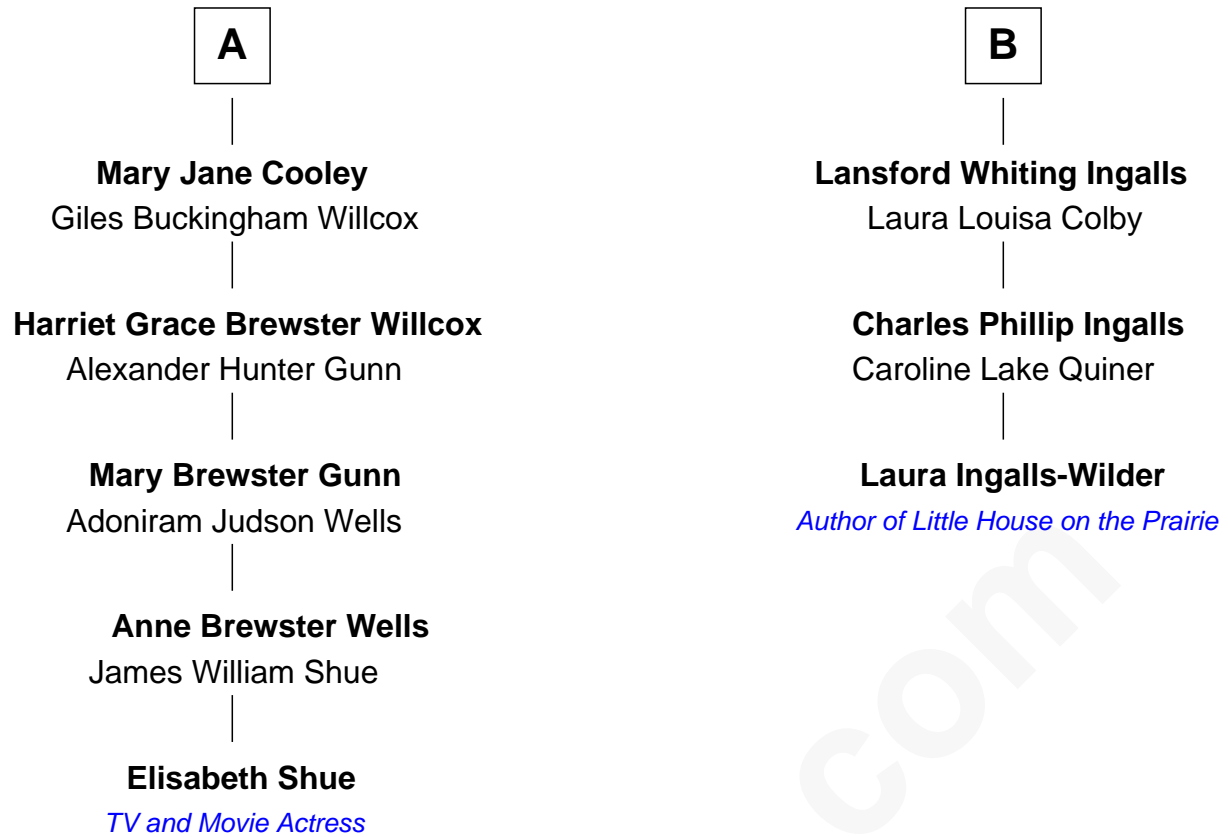 A
Mary Jane Cooley
Giles Buckingham Willcox
Harriet Grace Brewster Willcox
Alexander Hunter Gunn
Mary Brewster Gunn
Adoniram Judson Wells
Anne Brewster Wells
James William Shue
Elisabeth Shue
TV and Movie Actress
B
Lansford Whiting Ingalls
Laura Louisa Colby
Charles Phillip Ingalls
Caroline Lake Quiner
Laura Ingalls-Wilder
Author of Little House on the Prairie
com